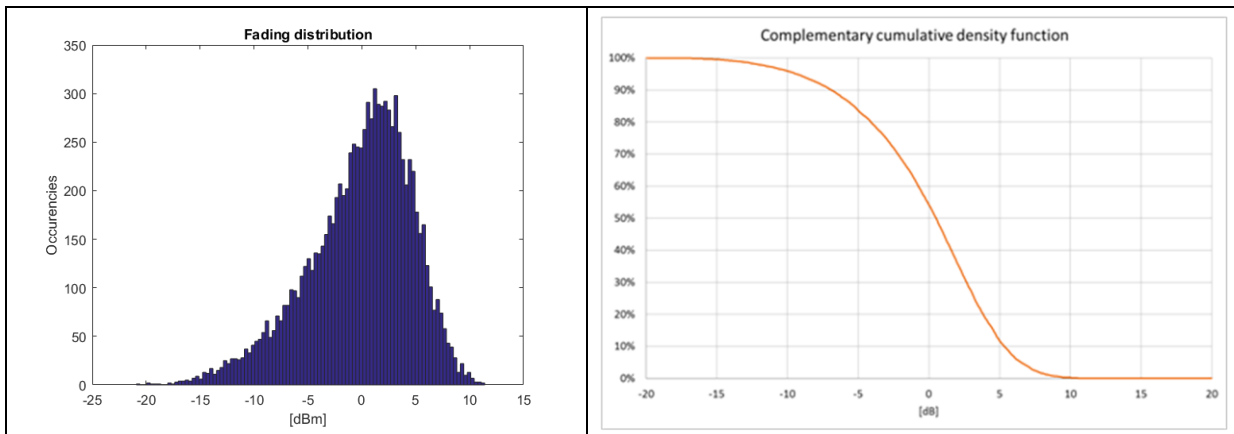 Fading distribution
350
300
250
200
150
100
50
0
Occurencies
-25 -20 -15 -10 -5 0 5 10 15
[dBm]
Complementary cumulative density function
100%
90%
80%
70%
60%
50%
40%
30%
20%
10%
0%
-20 -15 -10 -5 0 5 10 15 20
[dB]